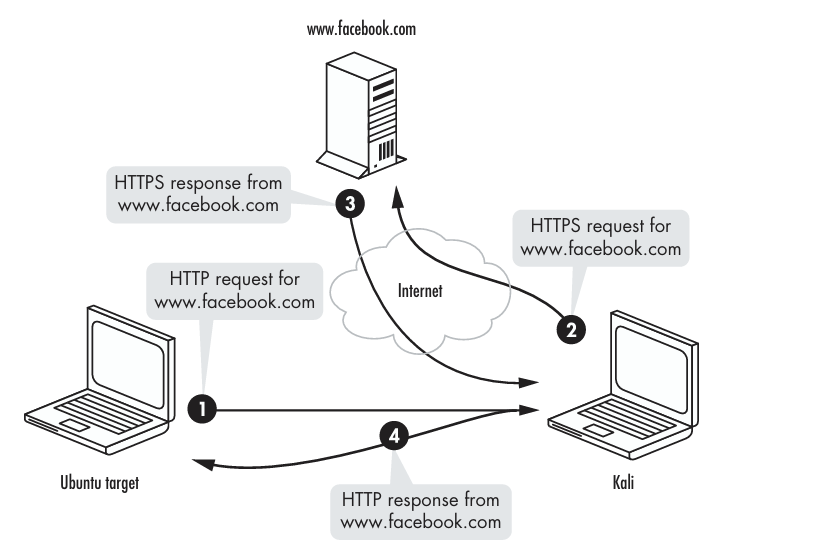 www.facebook.com
HTTPS response from
www.facebook.com
3
HTTPS request for
www.facebook.com
HTTP request for
www.facebook.com
Internet
2
1
4
Ubuntu target
Kali
HTTP response from
www.facebook.com